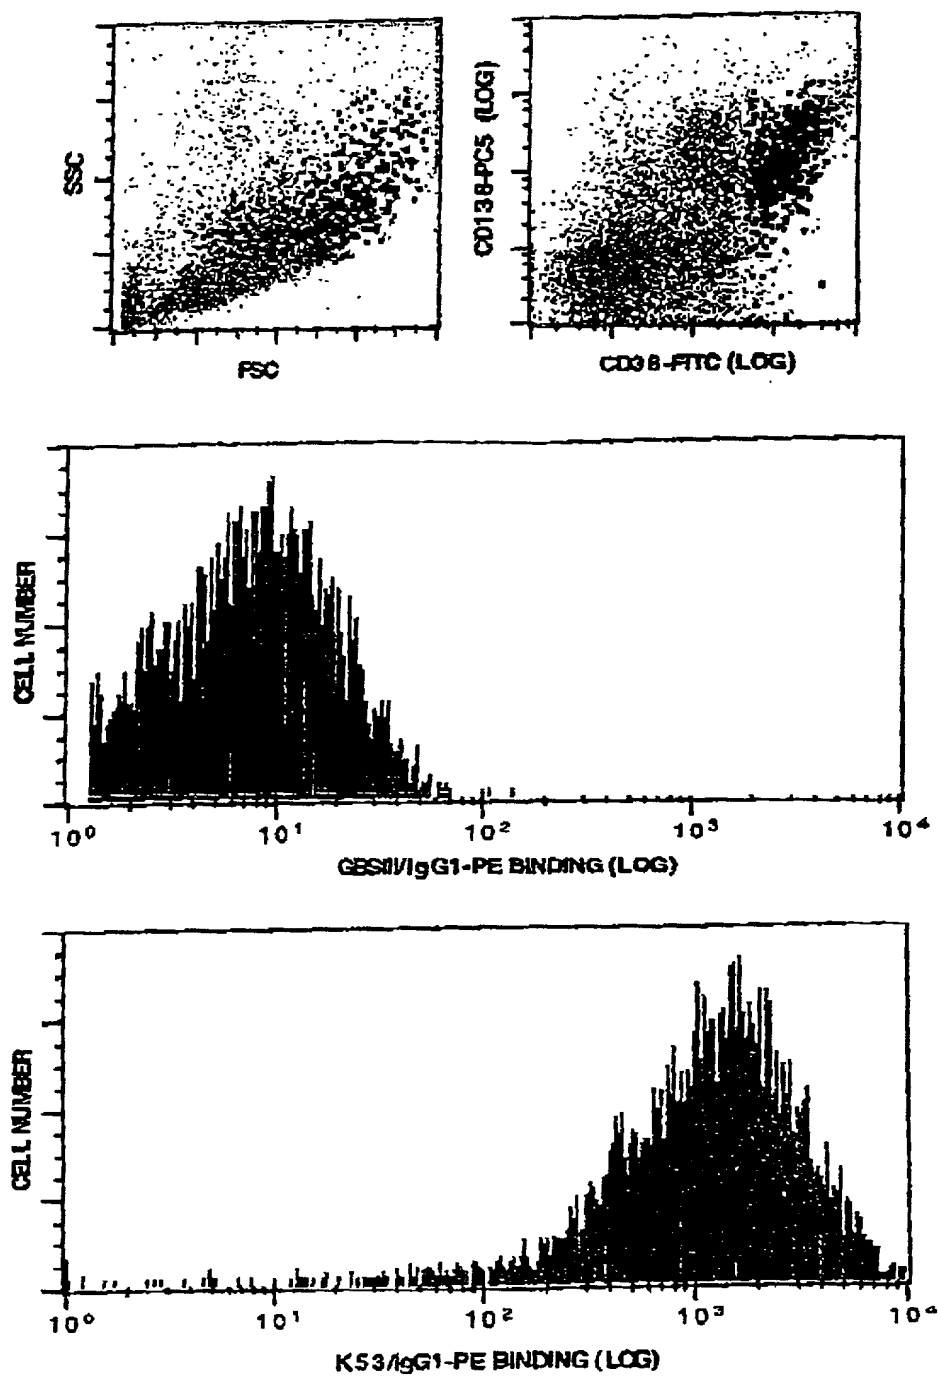 SSC
FSC
CD138-PC5 (LOG)
CD38-FITC (LOG)
CELL NUMBER
10⁰ 10¹ 10² 10³ 10⁴
/IgG1-PE BINDING (LOG)
CELL NUMBER
10⁰ 10¹ 10² 10³ 10⁴
K53/IgG1-PE BINDING (LOG)